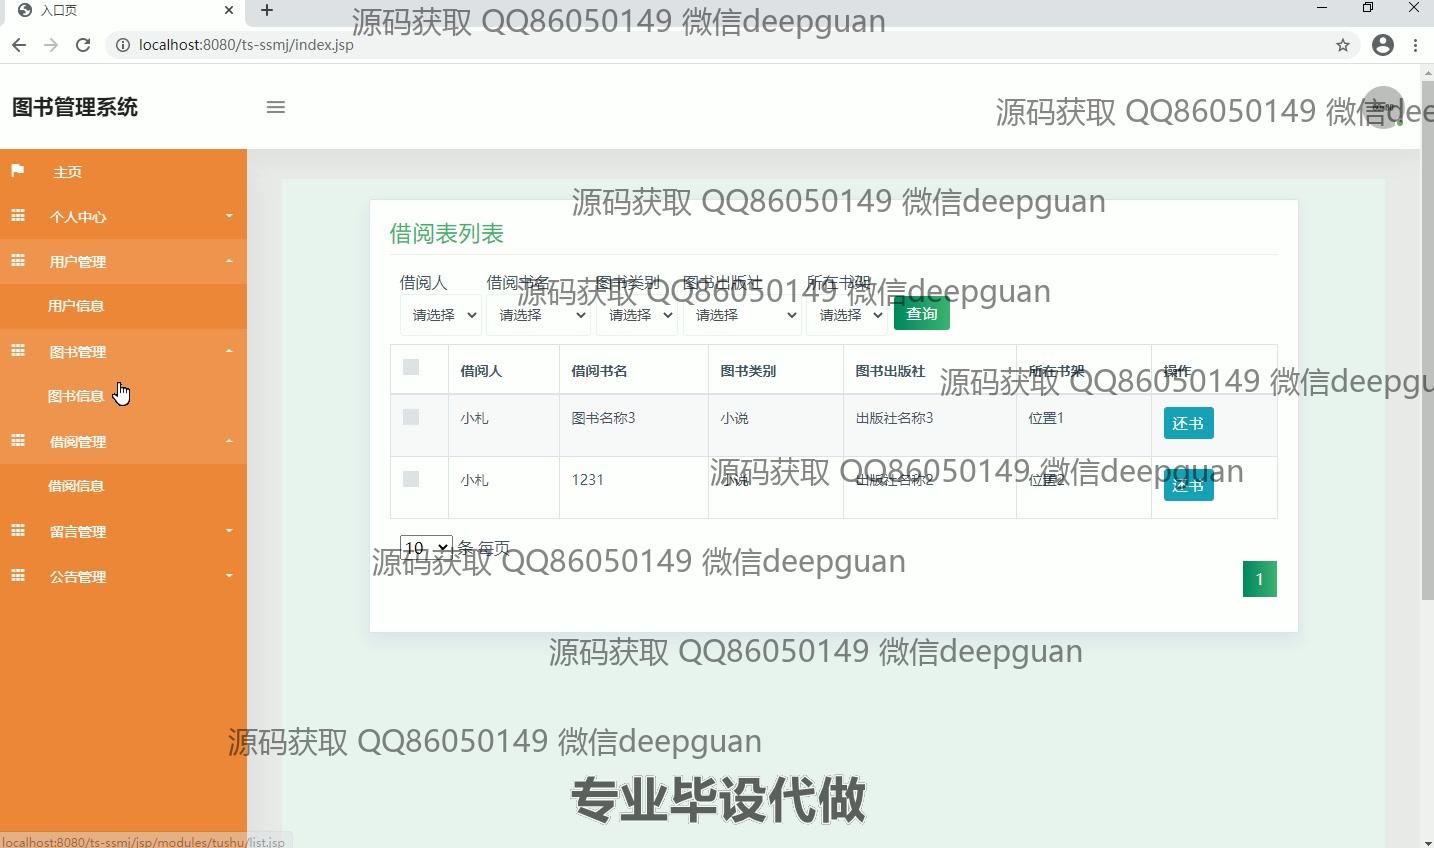 入口页
源码获取 QQ86050149 微信deepguan
localhost:8080/ts-ssmj/index.jsp
图书管理系统
源码获取 QQ86050149 微信dee
主页
源码获取 QQ86050149 微信deepguan
个人中心
借阅表列表
用户管理
借阅人 借阅书名 图书类别 图书出版社 所在书架
源码获取 QQ86050149 微信deepguan
用户信息
请选择 请选择 请选择 请选择 请选择 查询
图书管理
借阅人 借阅书名 图书类别 图书出版社 所在书架 操作
源码获取 QQ86050149 微信deepgu
图书信息
小札 图书名称3 小说 出版社名称3 位置1 还书
借阅管理
源码获取 QQ86050149 微信deepguan
小札 1231 小说 出版社名称2 位置2 还书
借阅信息
留言管理
10 条 每页
源码获取 QQ86050149 微信deepguan
公告管理
1
源码获取 QQ86050149 微信deepguan
源码获取 QQ86050149 微信deepguan
专业毕设代做
localhost:8080/ts-ssmj/jsp/modules/tushu/list.jsp